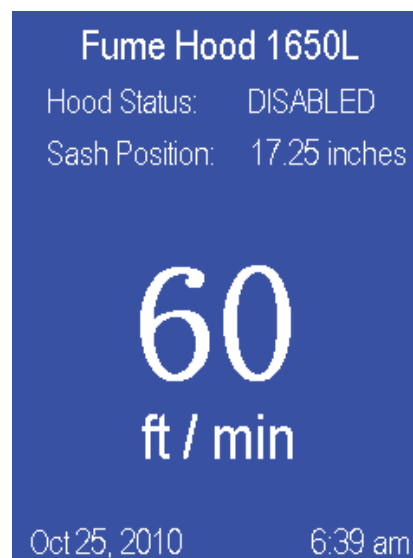 Fume Hood 1650L
Hood Status: DISABLED
Sash Position: 17.25 inches
60
ft / min
Oct 25, 2010 6:39 am